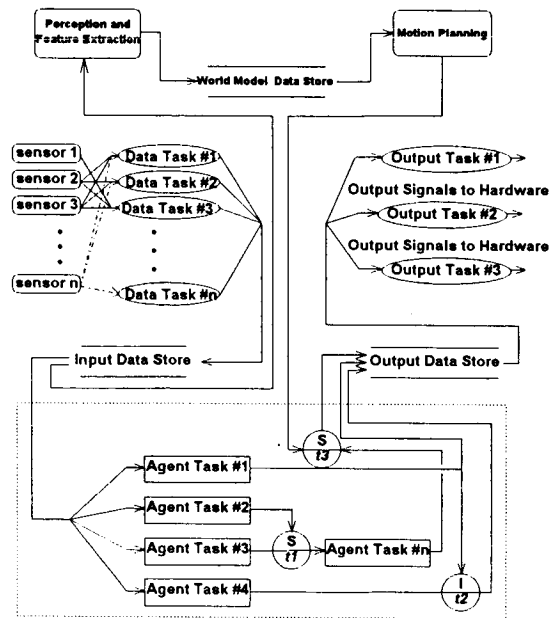 Perception and
Feature Extraction
World Model Data Store
Motion Planning
sensor 1
sensor 2
sensor 3
sensor n
Data Task #1
Data Task #2
Data Task #3
Data Task #n
Output Task #1
Output Signals to Hardware
Output Task #2
Output Signals to Hardware
Output Task #3
Input Data Store
Output Data Store
S
t3
Agent Task #1
Agent Task #2
S
t1
Agent Task #3
Agent Task #n
Agent Task #4
I
t2